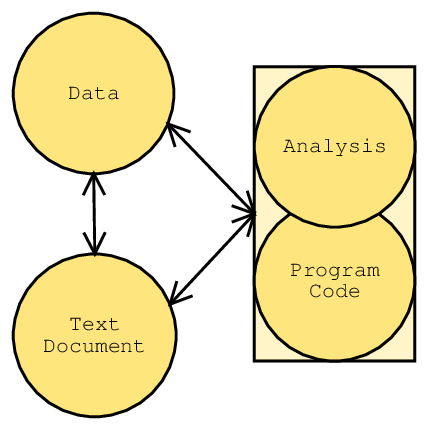 Data
Analysis
Program
Code
Text
Document